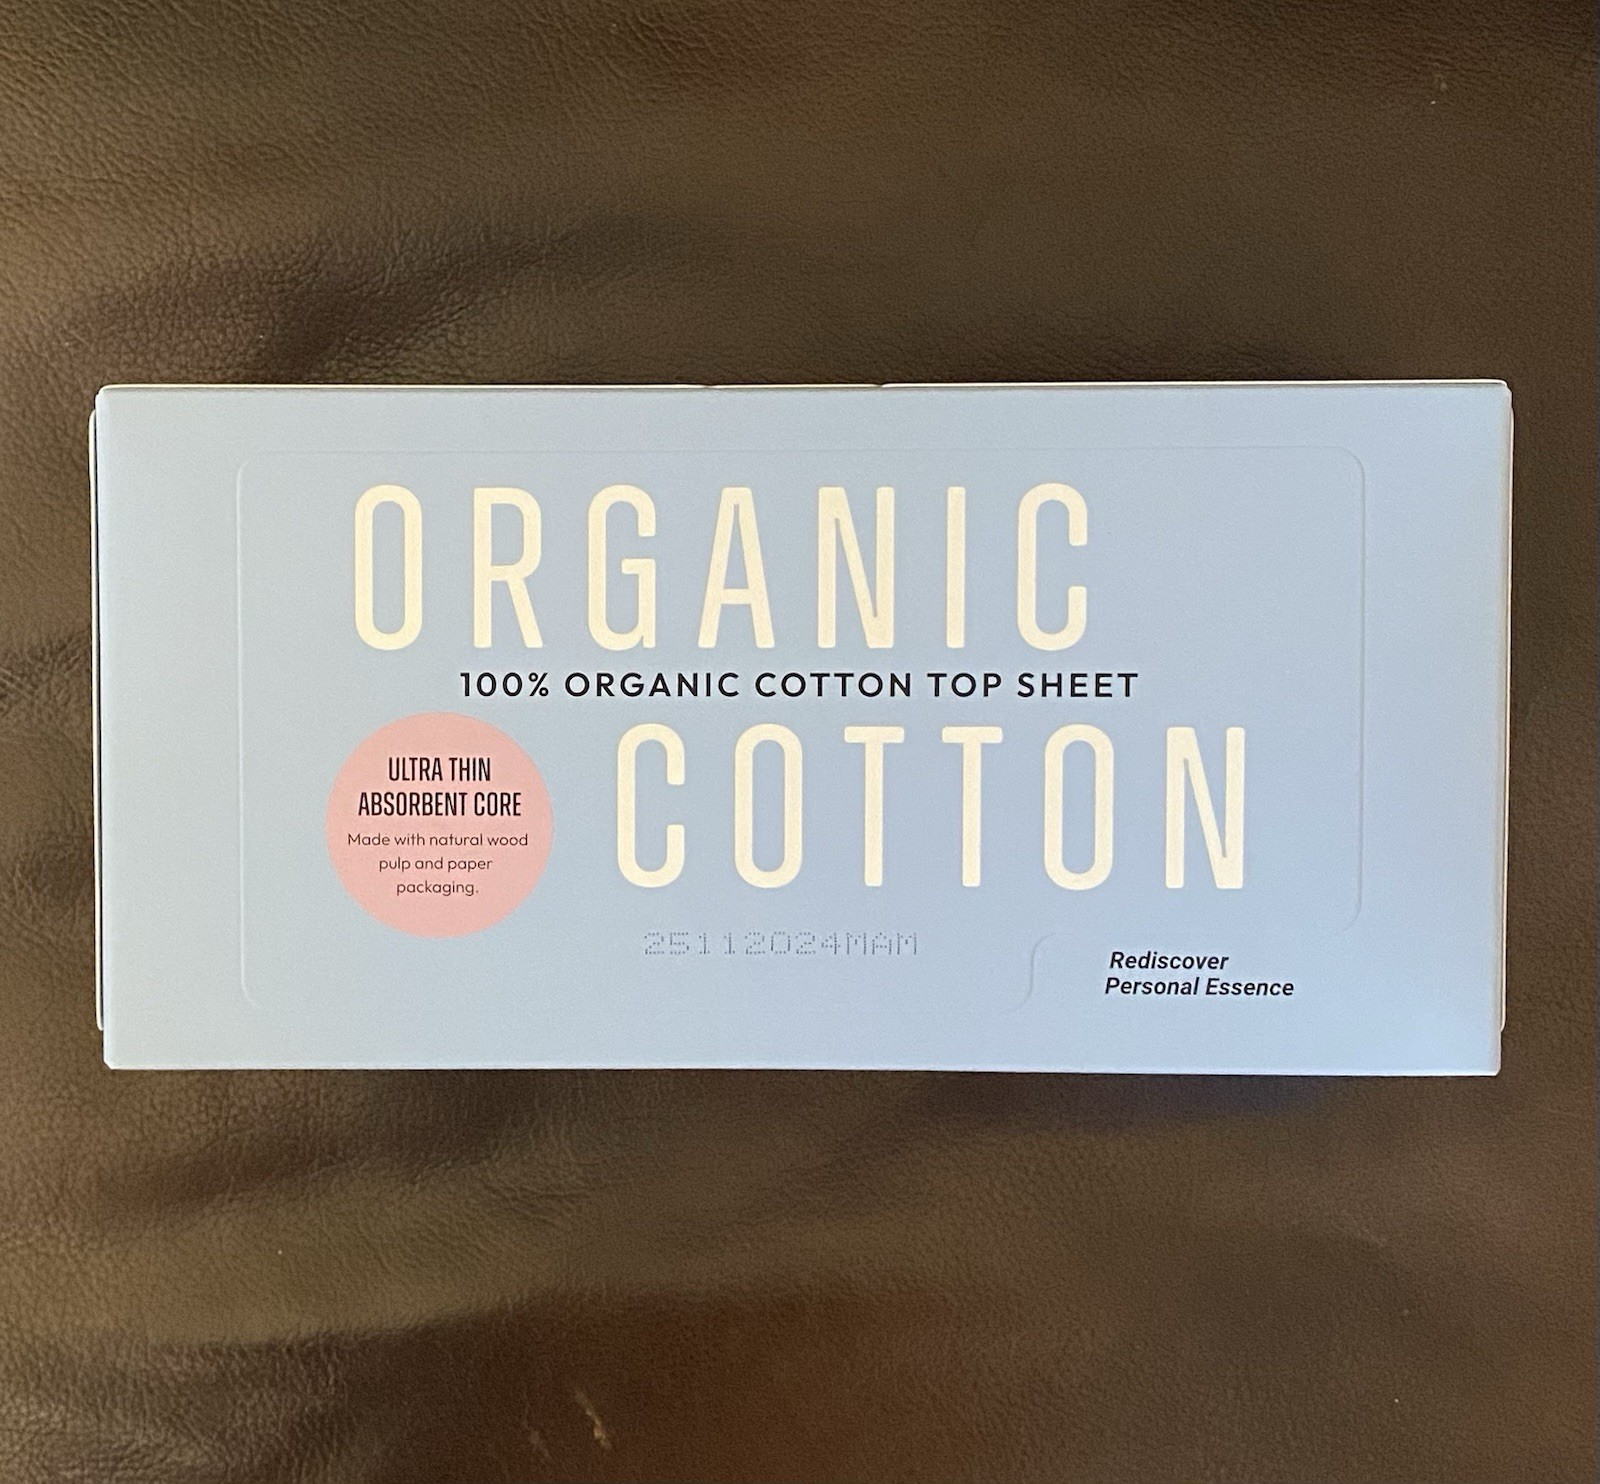 ORGANIC
100% ORGANIC COTTON TOP SHEET
COTTON
ULTRA THIN
ABSORBENT CORE
Made with natural wood
pulp and paper
packaging.
25112024MAM
Rediscover
Personal Essence